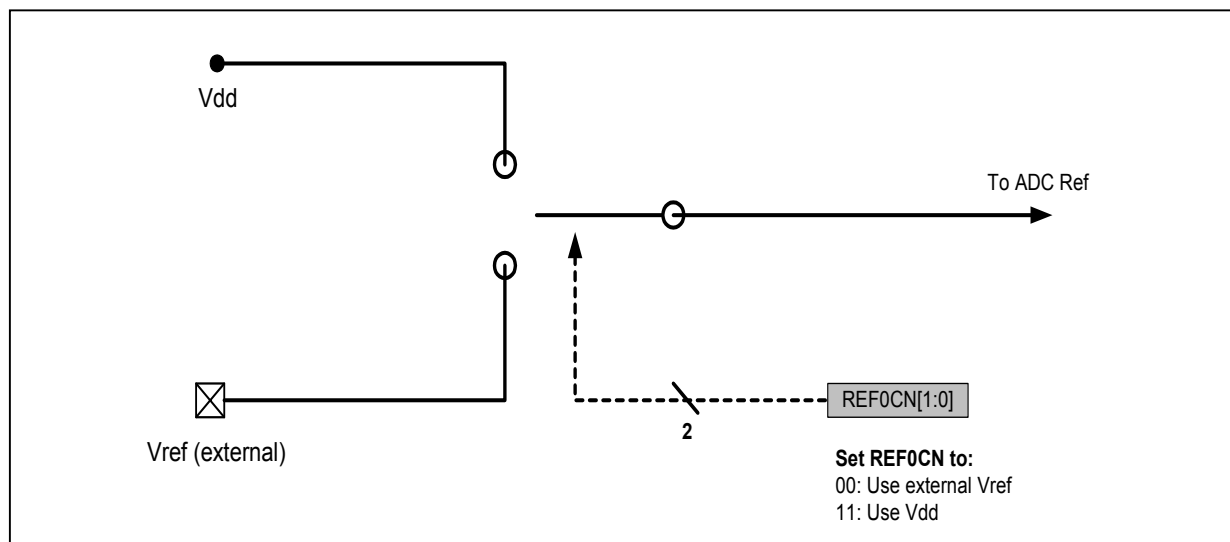 Vdd
To ADC Ref
Vref (external)
2
REF0CN[1:0]
Set REF0CN to:
00: Use external Vref
11: Use Vdd